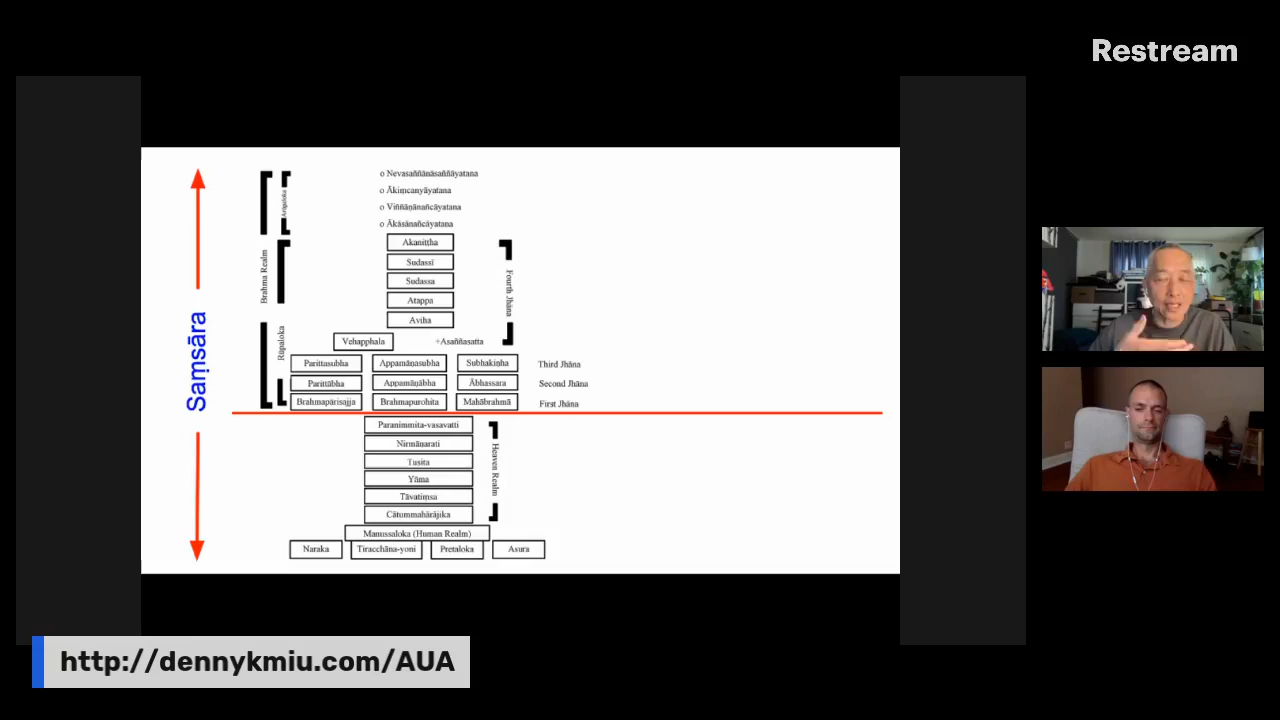 Restream
Saṃsāra
Brahma Realm
Arūpaloka
Rūpaloka
o Nevasaññānāsaññāyatana
o Ākiṃcanyāyatana
o Viññāṇānañcāyatana
o Ākāsānañcāyatana
Akaniṭṭha
Sudassī
Sudassa
Atappa
Aviha
Fourth Jhāna
Vehapphala
÷Asaññasatta
Parittasubha Appamāṇasubha Subhakiṇha Third Jhāna
Parittābha Appamāṇābha Ābhassara Second Jhāna
Brahmapārisajja Brahmapurohita Mahābrahmā First Jhāna
Paranimmita-vasavatti
Nirmāṇarati
Tusita
Yāma
Tāvatiṃsa
Cātummahārājika
Heaven Realm
Manussaloka (Human Realm)
Naraka Tiracchāna-yoni Pretaloka Asura
http://dennykmiu.com/AUA